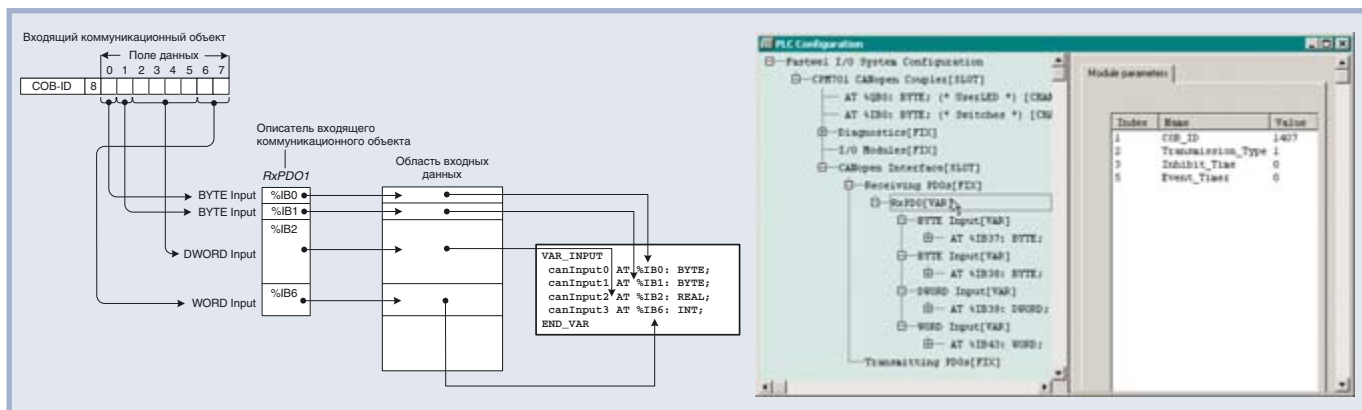 Входящий коммуникационный объект
Поле данных
0 1 2 3 4 5 6 7
COB-ID 8
Описатель входящего
коммуникационного объекта
RxPDO1
Область входных
данных
BYTE Input %IB0
BYTE Input %IB1
%IB2
DWORD Input
WORD Input %IB6
VAR_INPUT
canInput0 AT %IB0: BYTE;
canInput1 AT %IB1: BYTE;
canInput2 AT %IB2: REAL;
canInput3 AT %IB6: INT;
END_VAR
PLC Configuration
Fastwel I/O System Configuration
CPM701 CANopen Coupler[SLOT]
AT %QB0: BYTE; (* UserLED *) [CHAN
AT %IB0: BYTE; (* Switches *) [CHA
Diagnostics[FIX]
I/O Modules[FIX]
CANopen Interface[SLOT]
Receiving PDOs[FIX]
RxPDO[VAR]
BYTE Input[VAR]
AT %IB37: BYTE;
BYTE Input[VAR]
AT %IB38: BYTE;
DWORD Input[VAR]
AT %IB39: DWORD;
WORD Input[VAR]
AT %IB43: WORD;
Transmitting PDOs[FIX]
Module parameters
Index Name Value
1 COB_ID 1407
2 Transmission_Type 1
3 Inhibit_Time 0
5 Event_Timer 0